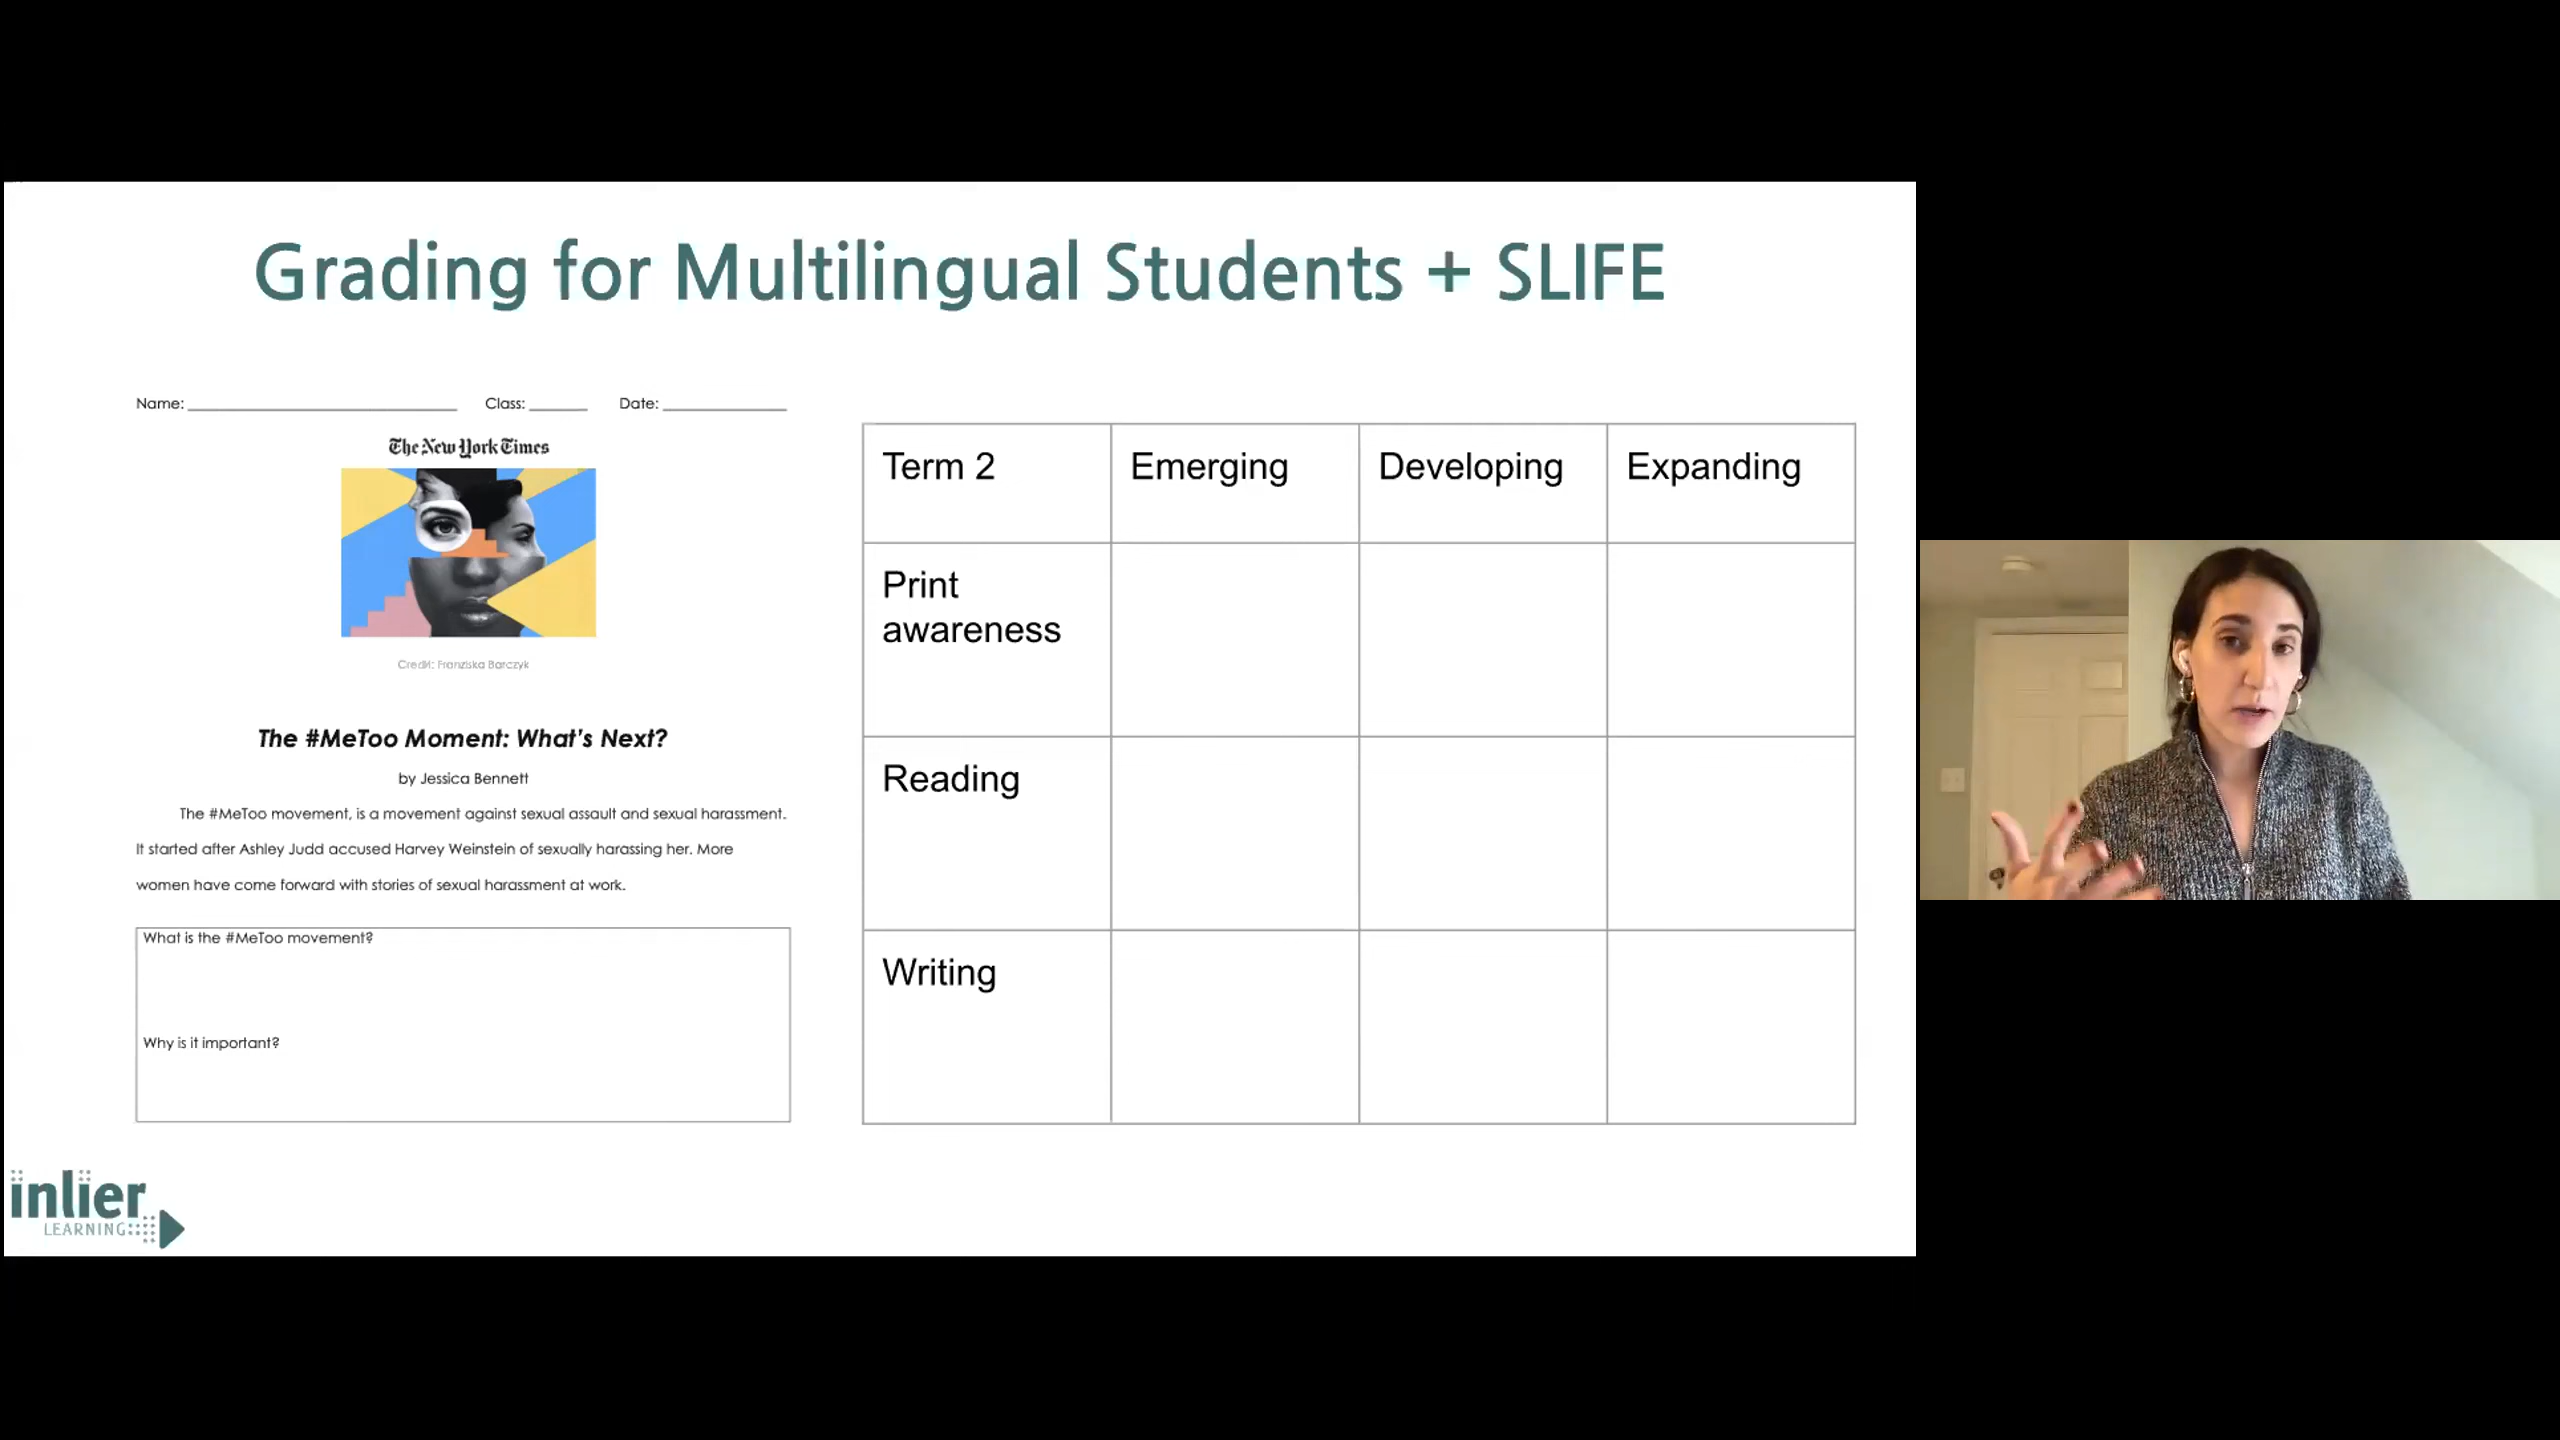 Grading for Multilingual Students + SLIFE
Name: ______________ Class: ______ Date: ______________
The New York Times
Credit: Franziska Barczyk
The #MeToo Moment: What's Next?
by Jessica Bennett
The #MeToo movement, is a movement against sexual assault and sexual harassment.
It started after Ashley Judd accused Harvey Weinstein of sexually harassing her. More
women have come forward with stories of sexual harassment at work.
What is the #MeToo movement?
Why is it important?
Term 2 Emerging Developing Expanding
Print
awareness
Reading
Writing
inlier
LEARNING